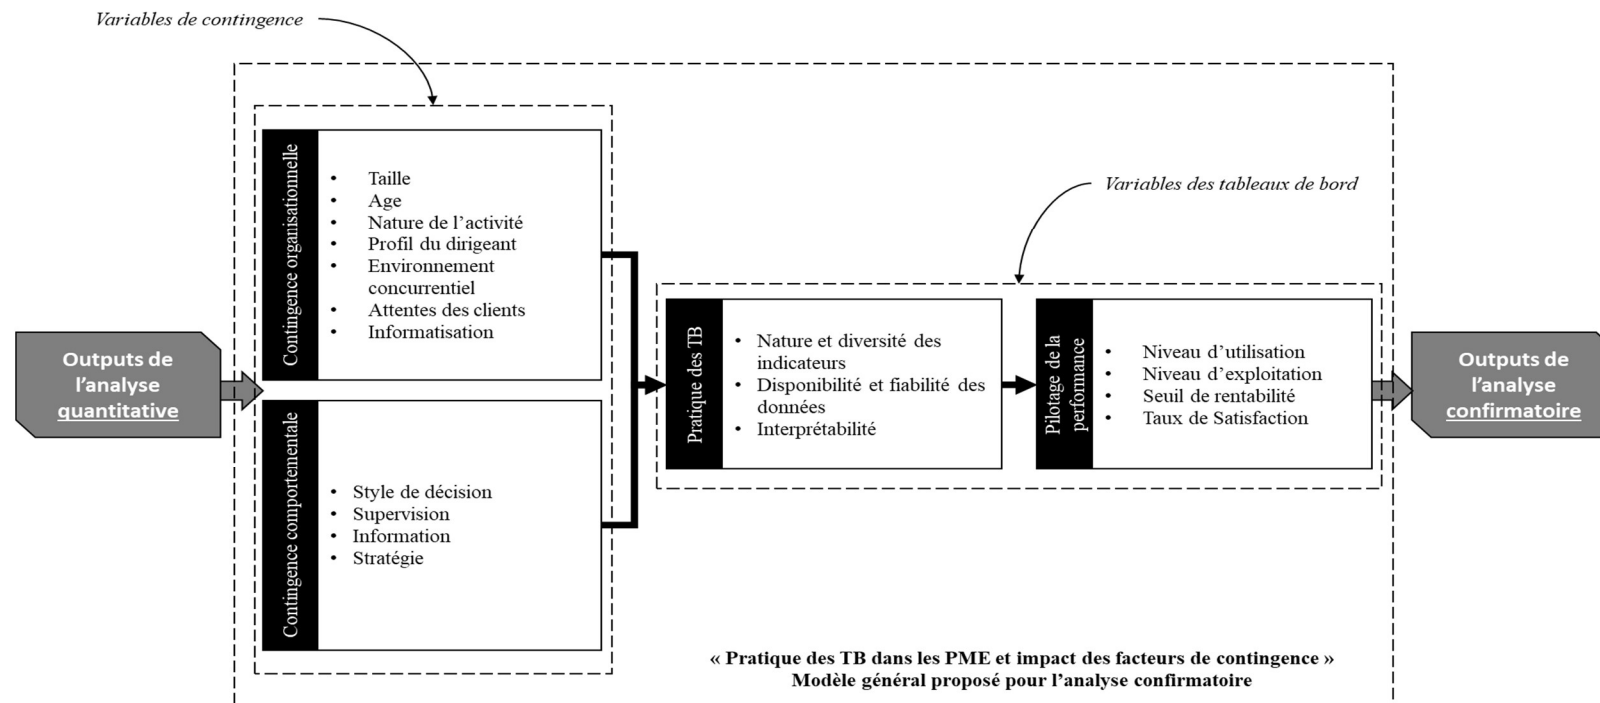 Variables de contingence
Contingence organisationnelle
• Taille
• Age
• Nature de l’activité
• Profil du dirigeant
• Environnement
concurrentiel
• Attentes des clients
• Informatisation
Variables des tableaux de bord
Outputs de
l’analyse
quantitative
Contingence comportementale
• Style de décision
• Supervision
• Information
• Stratégie
Pratique des TB
• Nature et diversité des
indicateurs
• Disponibilité et fiabilité des
données
• Interprétabilité
Pilotage de la
performance
• Niveau d’utilisation
• Niveau d’exploitation
• Seuil de rentabilité
• Taux de Satisfaction
Outputs de
l’analyse
confirmatoire
« Pratique des TB dans les PME et impact des facteurs de contingence »
Modèle général proposé pour l’analyse confirmatoire